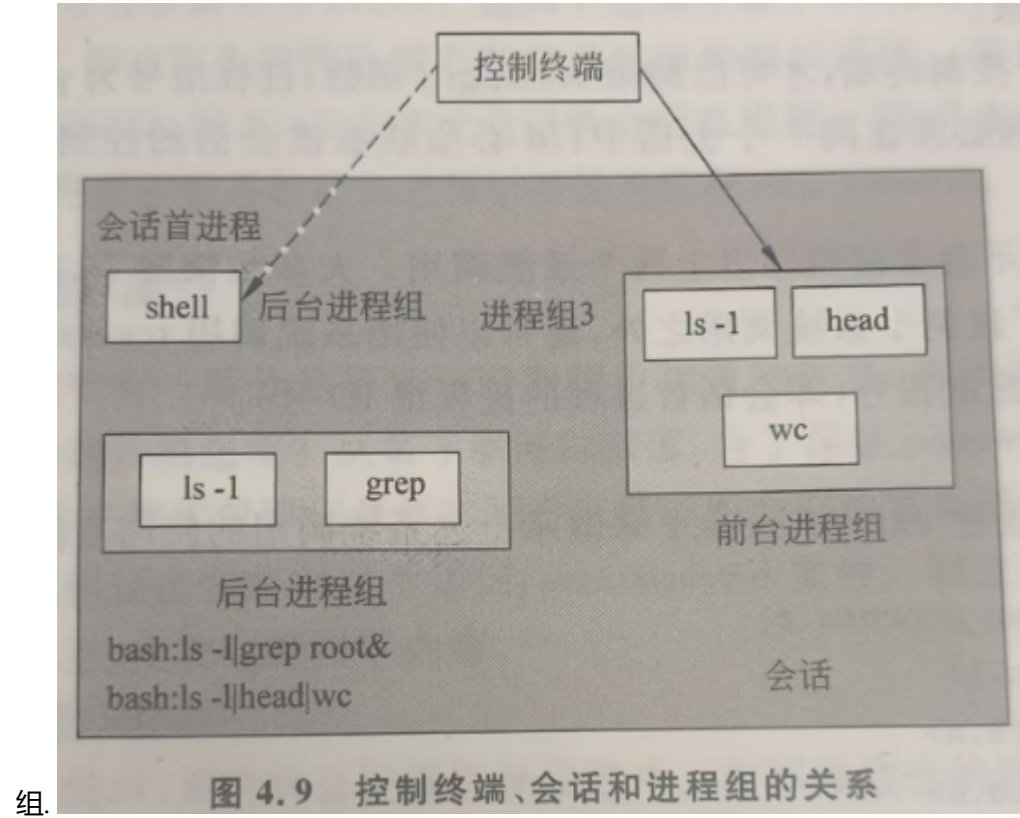 控制终端
会话首进程
shell
后台进程组
进程组3
ls -1
head
wc
ls -1
grep
前台进程组
后台进程组
bash:ls -l|grep root&
bash:ls -l|head|wc
会话
图 4.9 控制终端、会话和进程组的关系
组.